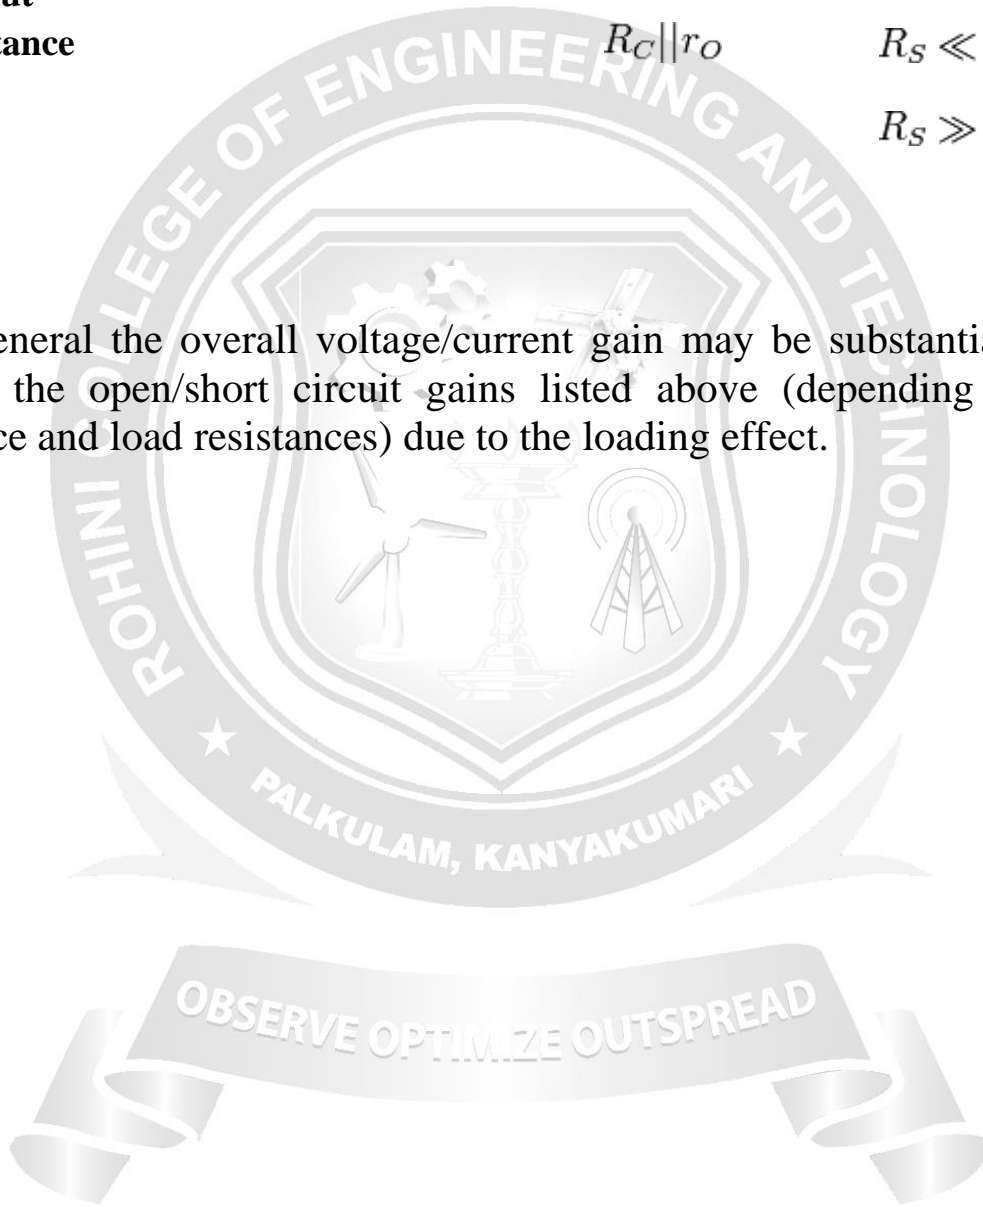 ut
tance R_C||r_O R_S ≪
R_S ≫
eneral the overall voltage/current gain may be substantia
the open/short circuit gains listed above (depending
ce and load resistances) due to the loading effect.
ROHINI COLLEGE OF ENGINEERING AND TECHNOLOGY
PALKULAM, KANYAKUMARI
OBSERVE OPTIMIZE OUTSPREAD